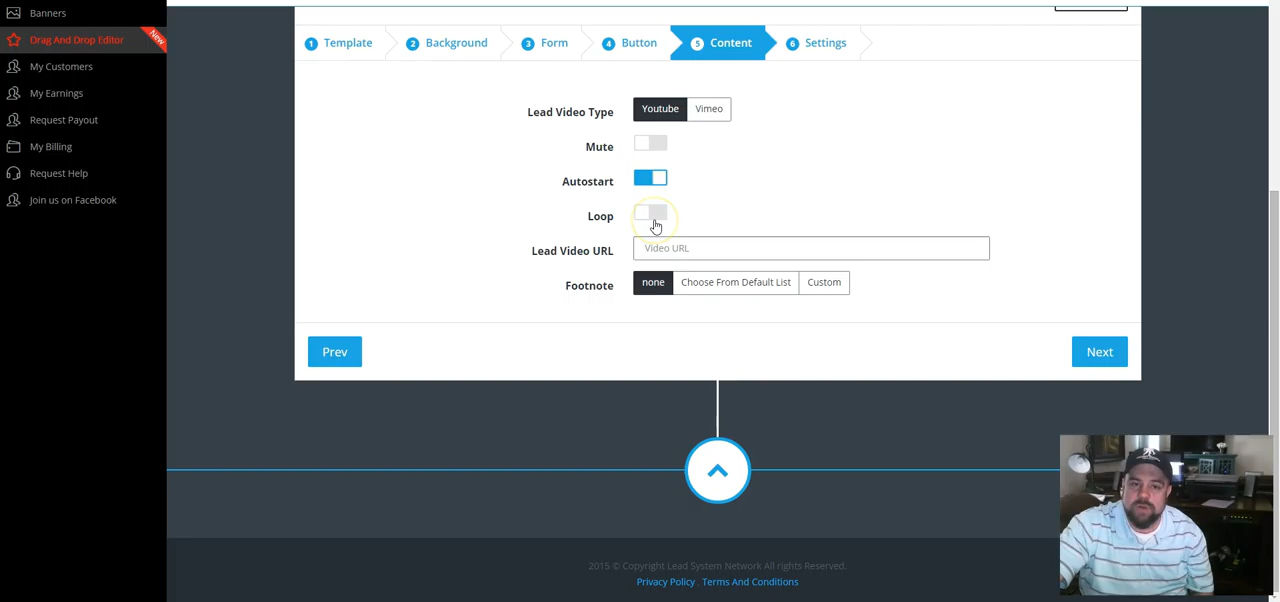 Banners
Drag And Drop Editor
New
My Customers
My Earnings
Request Payout
My Billing
Request Help
Join us on Facebook
1 Template
2 Background
3 Form
4 Button
5 Content
6 Settings
Lead Video Type
Youtube Vimeo
Mute
Autostart
Loop
Lead Video URL
Video URL
Footnote
none Choose From Default List Custom
Prev
Next
2015 © Copyright Lead System Network All rights Reserved.
Privacy Policy . Terms And Conditions